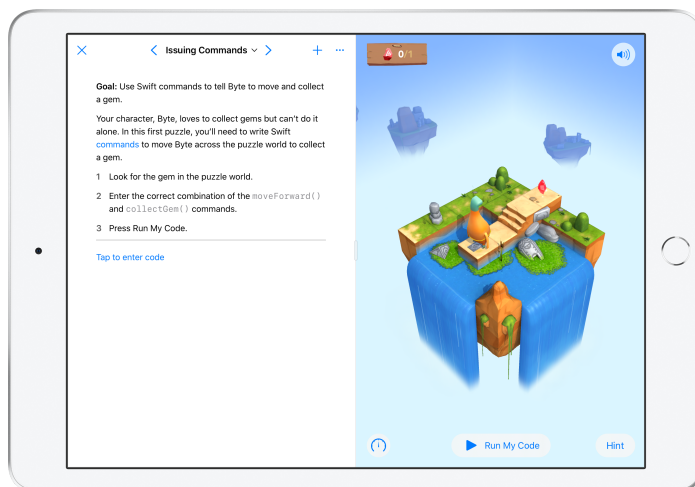 Issuing Commands
0/1
Goal: Use Swift commands to tell Byte to move and collect
a gem.
Your character, Byte, loves to collect gems but can't do it
alone. In this first puzzle, you'll need to write Swift
commands to move Byte across the puzzle world to collect
a gem.
1 Look for the gem in the puzzle world.
2 Enter the correct combination of the moveForward()
and collectGem() commands.
3 Press Run My Code.
Tap to enter code
Run My Code
Hint